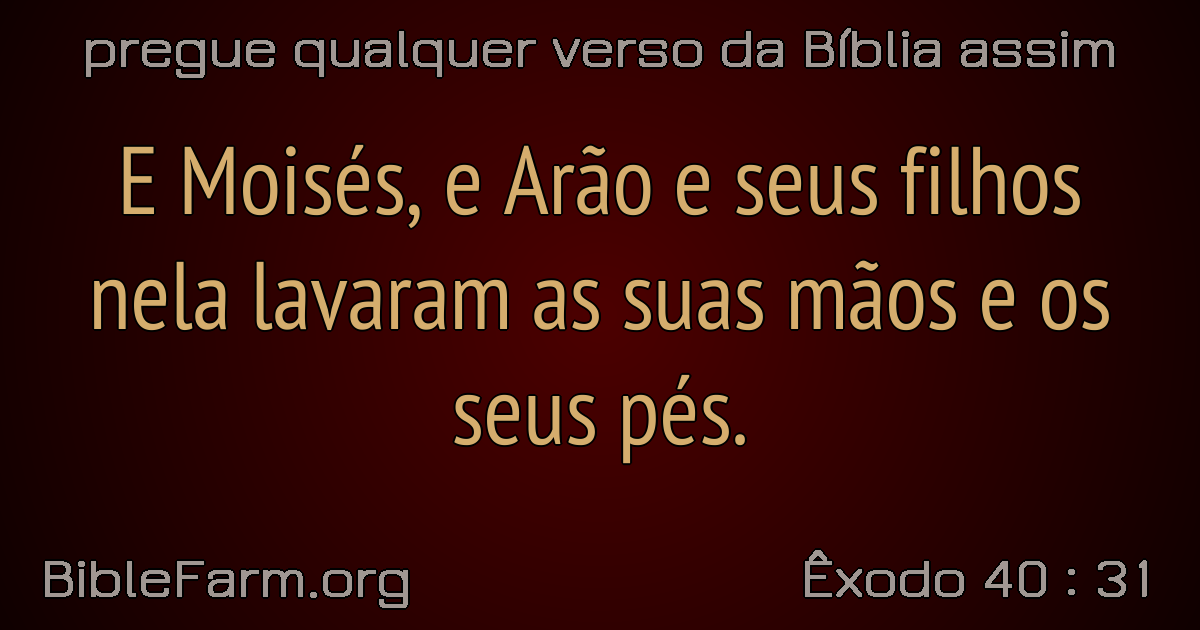 pregue qualquer verso da Bíblia assim
E Moisés, e Arão e seus filhos
nela lavaram as suas mãos e os
seus pés.
BibleFarm.org
Êxodo 40 : 31